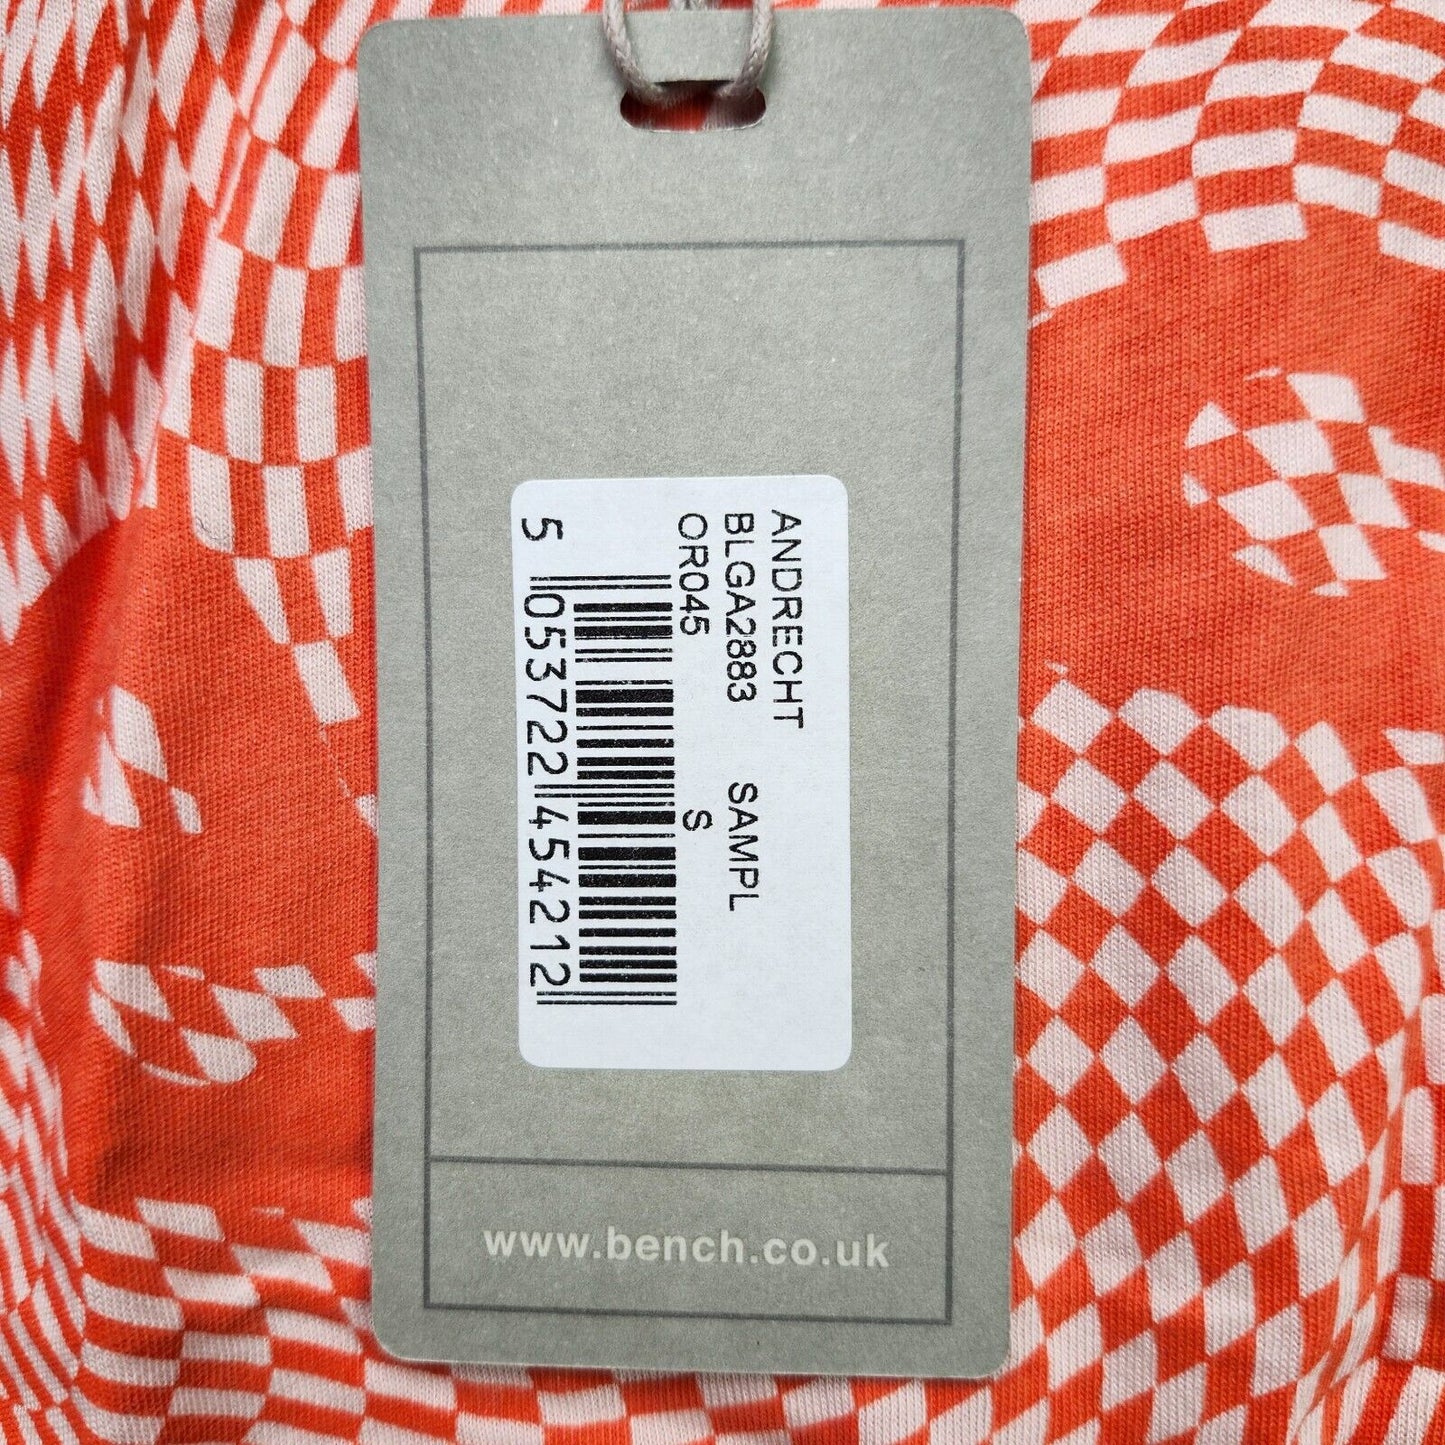 ANDRECHT
BLGA2883 SAMPL
OR045 S
5 053722 454212
www.bench.co.uk